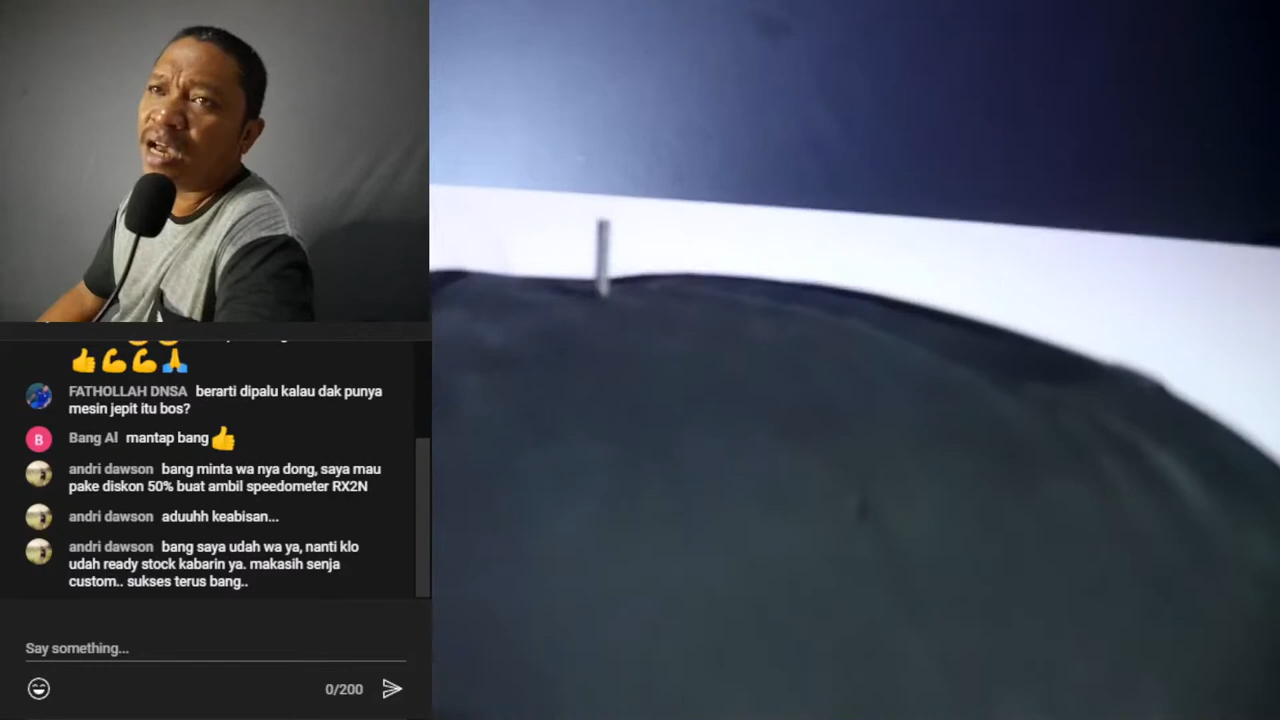 FATHOLLAH DNSA berarti dipalu kalau dak punya
mesin jepit itu bos?
B
Bang Al mantap bang👍
andri dawson bang minta wa nya dong, saya mau
pake diskon 50% buat ambil speedometer RX2N
andri dawson aduuhh keabisan...
andri dawson bang saya udah wa ya, nanti klo
udah ready stock kabarin ya. makasih senja
custom.. sukses terus bang..
Say something...
0/200